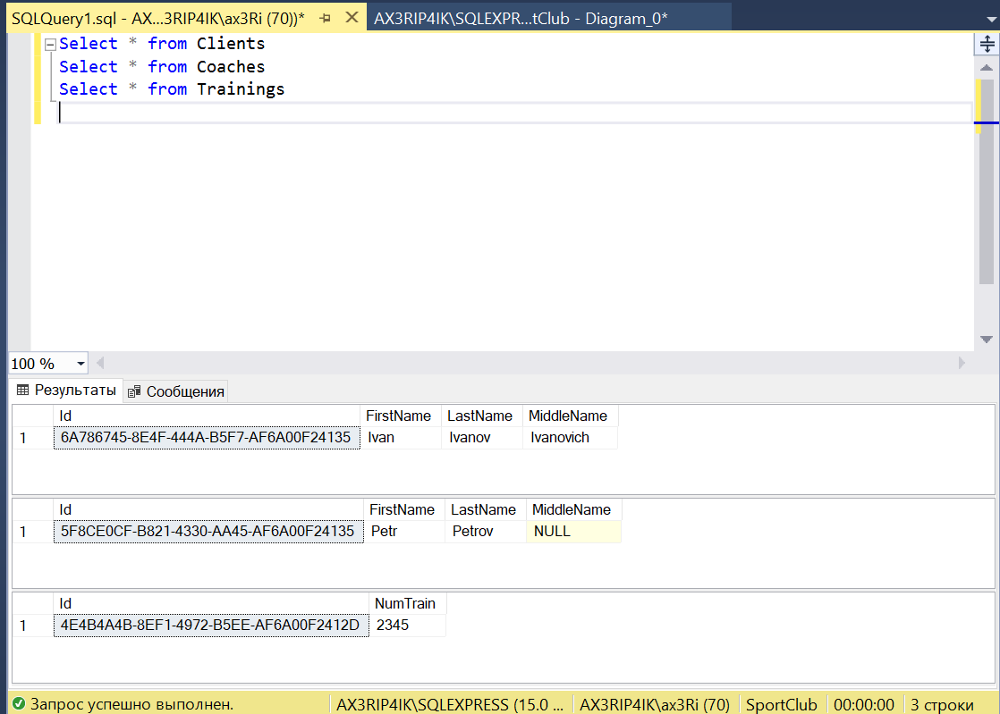 SQLQuery1.sql - AX...3RIP4IK\ax3Ri (70))* AX3RIP4IK\SQLEXPR...tClub - Diagram_0*
Select * from Clients
Select * from Coaches
Select * from Trainings
100 %
Результаты Сообщения
Id FirstName LastName MiddleName
1 6A786745-8E4F-444A-B5F7-AF6A00F24135 Ivan Ivanov Ivanovich
Id FirstName LastName MiddleName
1 5F8CE0CF-B821-4330-AA45-AF6A00F24135 Petr Petrov NULL
Id NumTrain
1 4E4B4A4B-8EF1-4972-B5EE-AF6A00F2412D 2345
Запрос успешно выполнен. AX3RIP4IK\SQLEXPRESS (15.0 ... AX3RIP4IK\ax3Ri (70) SportClub 00:00:00 3 строки